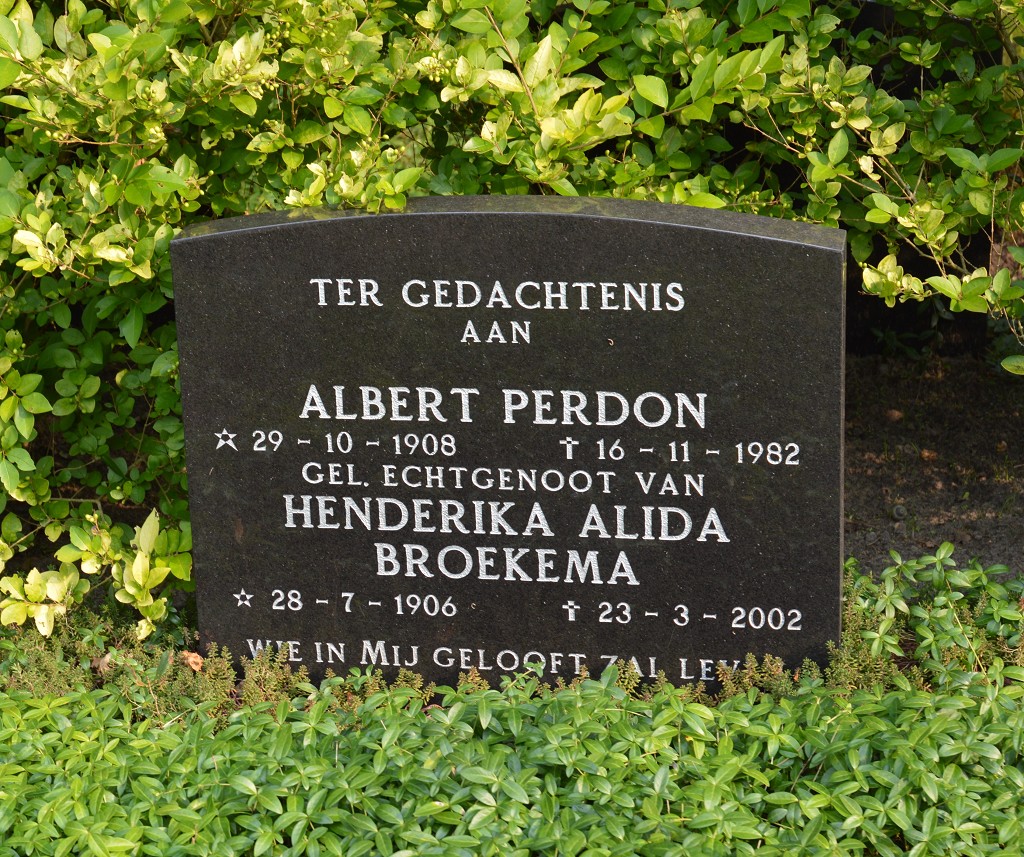 TER GEDACHTENIS
AAN
ALBERT PERDON
☆ 29 - 10 - 1908 ✝ 16 - 11 - 1982
GEL. ECHTGENOOT VAN
HENDERIKA ALIDA
BROEKEMA
☆ 28 - 7 - 1906 ✝ 23 - 3 - 2002
WIE IN MIJ GELOOFT ZAL